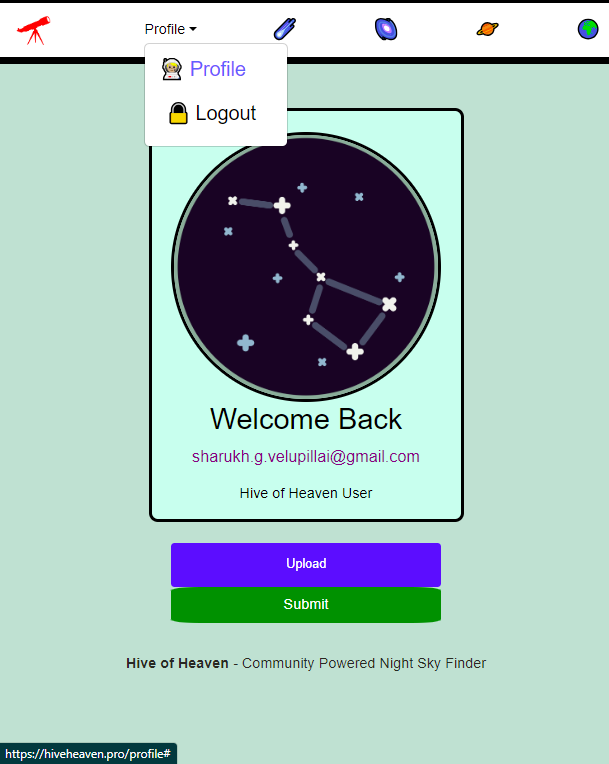 Profile
Profile
Logout
Welcome Back
sharukh.g.velupillai@gmail.com
Hive of Heaven User
Upload
Submit
Hive of Heaven - Community Powered Night Sky Finder
https://hiveheaven.pro/profile#